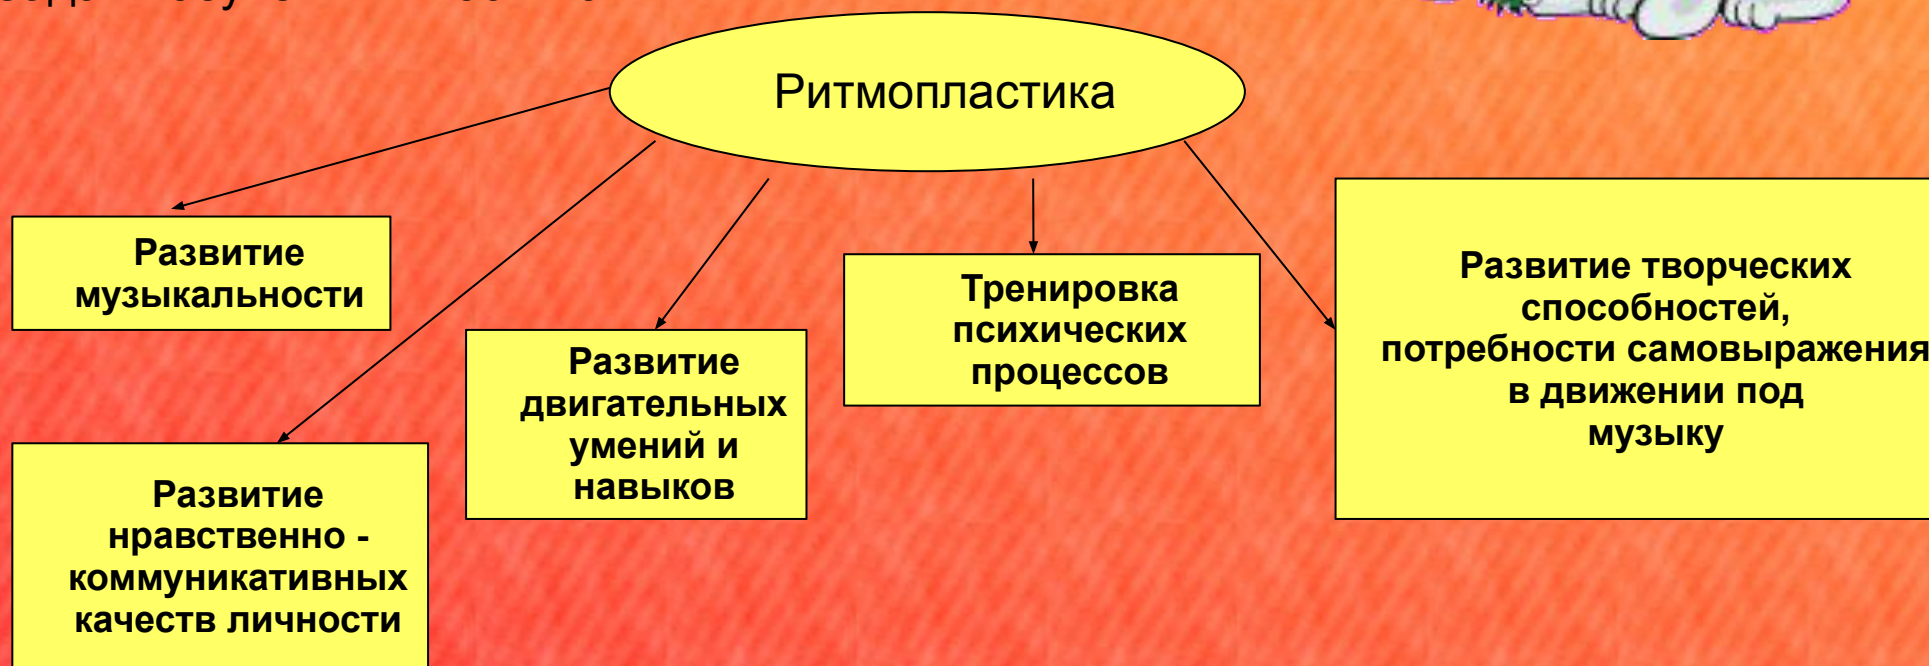 Ритмопластика
Развитие
музыкальности
Развитие
нравственно -
коммуникативных
качеств личности
Развитие
двигательных
умений и
навыков
Тренировка
психических
процессов
Развитие творческих
способностей,
потребности самовыражения
в движении под
музыку